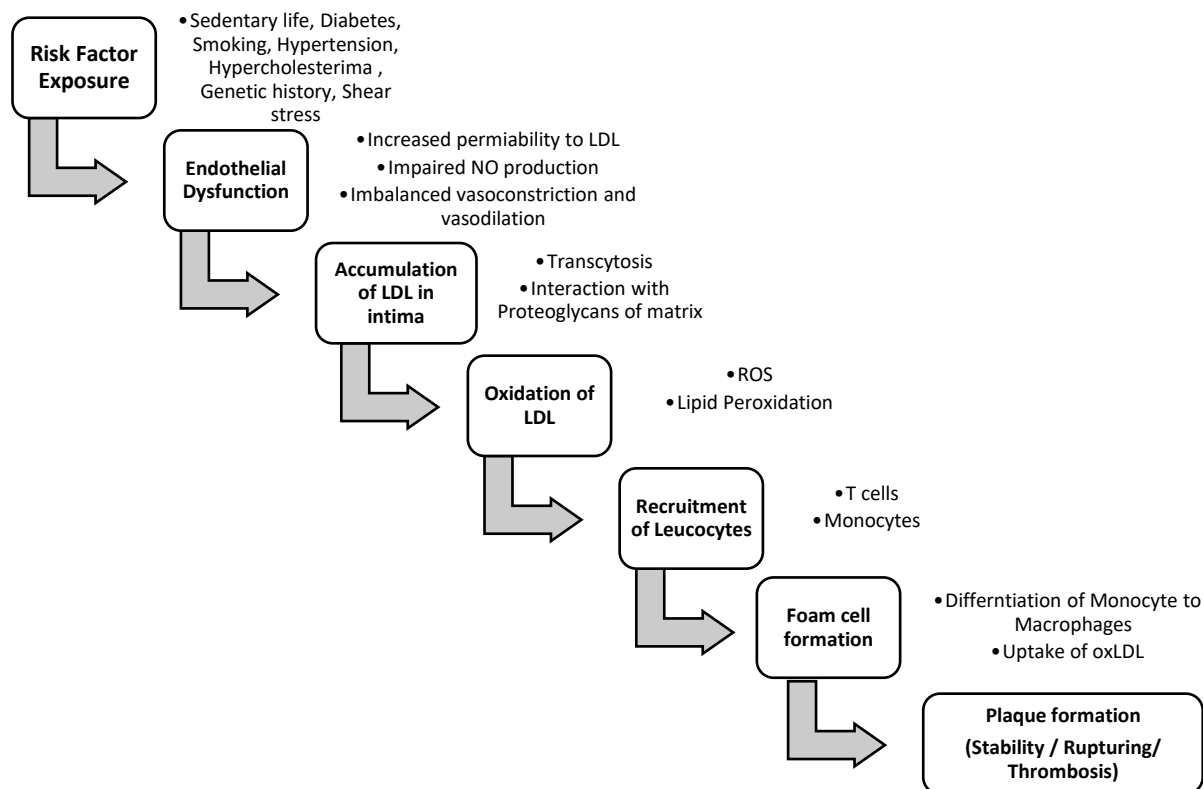 Risk Factor
Exposure
•Sedentary life, Diabetes,
Smoking, Hypertension,
Hypercholesterima ,
Genetic history, Shear
stress
Endothelial
Dysfunction
•Increased permiability to LDL
•Impaired NO production
•Imbalanced vasoconstriction and
vasodilation
Accumulation
of LDL in
intima
•Transcytosis
•Interaction with
Proteoglycans of matrix
Oxidation of
LDL
•ROS
•Lipid Peroxidation
Recruitment
of Leucocytes
•T cells
•Monocytes
Foam cell
formation
•Differntiation of Monocyte to
Macrophages
•Uptake of oxLDL
Plaque formation
(Stability / Rupturing/
Thrombosis)